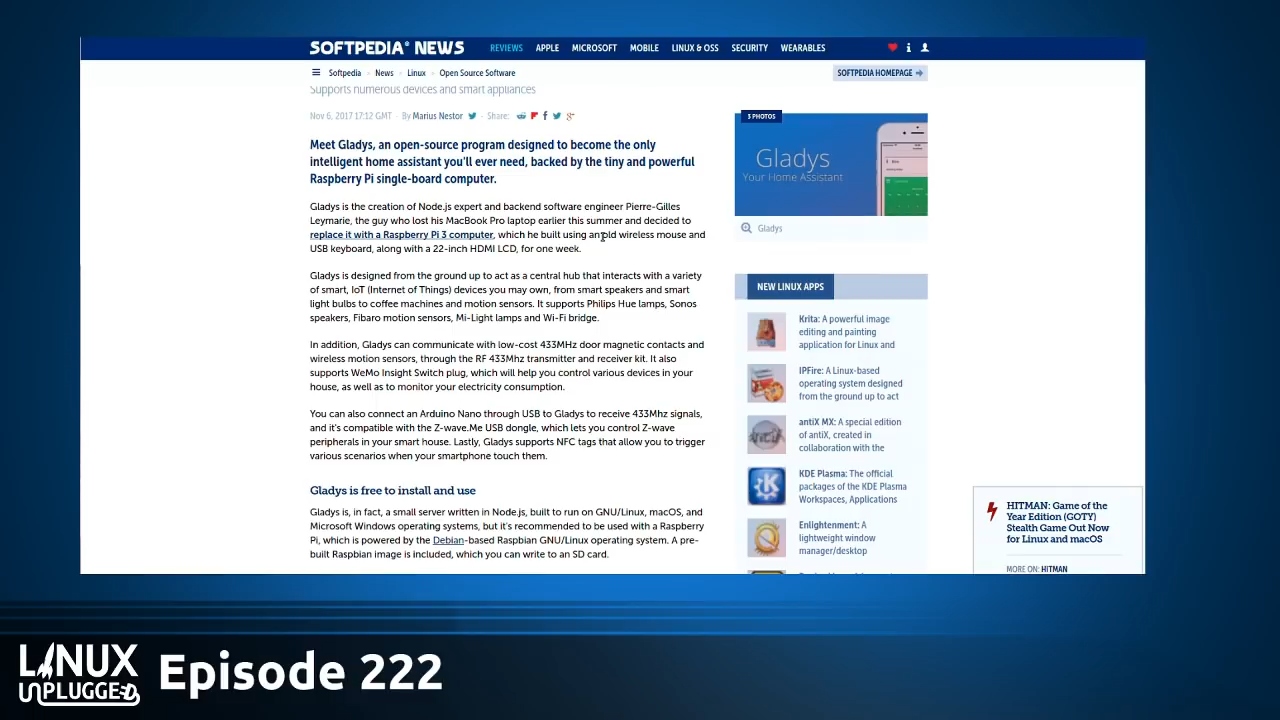 SOFTPEDIA® NEWS
REVIEWS APPLE MICROSOFT MOBILE LINUX & OSS SECURITY WEARABLES
Softpedia > News > Linux > Open Source Software
SOFTPEDIA HOMEPAGE
Supports numerous devices and smart appliances
Nov 6, 2017 17:12 GMT · By Marius Nestor · Share:
Meet Gladys, an open-source program designed to become the only
intelligent home assistant you'll ever need, backed by the tiny and powerful
Raspberry Pi single-board computer.
Gladys is the creation of Node.js expert and backend software engineer Pierre-Gilles
Leymarie, the guy who lost his MacBook Pro laptop earlier this summer and decided to
replace it with a Raspberry Pi 3 computer, which he built using an old wireless mouse and
USB keyboard, along with a 22-inch HDMI LCD, for one week.
Gladys is designed from the ground up to act as a central hub that interacts with a variety
of smart, IoT (Internet of Things) devices you may own, from smart speakers and smart
light bulbs to coffee machines and motion sensors. It supports Philips Hue lamps, Sonos
speakers, Fibaro motion sensors, Mi-Light lamps and Wi-Fi bridge.
In addition, Gladys can communicate with low-cost 433MHz door magnetic contacts and
wireless motion sensors, through the RF 433Mhz transmitter and receiver kit. It also
supports WeMo Insight Switch plug, which will help you control various devices in your
house, as well as to monitor your electricity consumption.
You can also connect an Arduino Nano through USB to Gladys to receive 433Mhz signals,
and it's compatible with the Z-wave.Me USB dongle, which lets you control Z-wave
peripherals in your smart house. Lastly, Gladys supports NFC tags that allow you to trigger
various scenarios when your smartphone touch them.
Gladys is free to install and use
Gladys is, in fact, a small server written in Node.js, built to run on GNU/Linux, macOS, and
Microsoft Windows operating systems, but it's recommended to be used with a Raspberry
Pi, which is powered by the Debian-based Raspbian GNU/Linux operating system. A pre-
built Raspbian image is included, which you can write to an SD card.
3 PHOTOS
Gladys
Your Home Assistant
Gladys
NEW LINUX APPS
Krita: A powerful image
editing and painting
application for Linux and
IPFire: A Linux-based
operating system designed
from the ground up to act
antiX MX: A special edition
of antiX, created in
collaboration with the
KDE Plasma: The official
packages of the KDE Plasma
Workspaces, Applications
Enlightenment: A
lightweight window
manager/desktop
HITMAN: Game of the
Year Edition (GOTY)
Stealth Game Out Now
for Linux and macOS
MORE ON: HITMAN
LINUX
UNPLUGGED
Episode 222